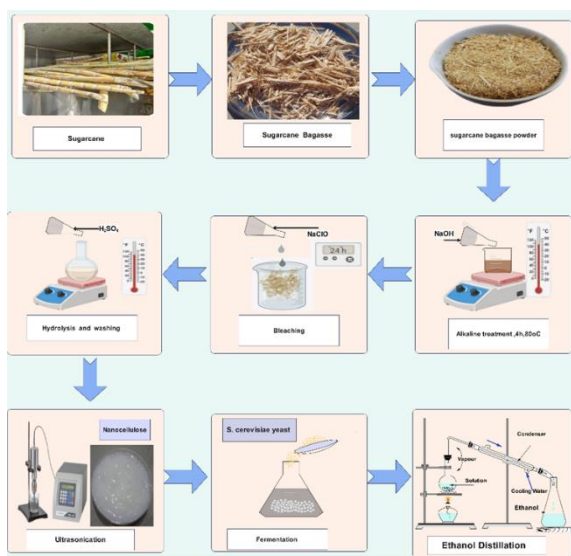 Sugarcane
Sugarcane Bagasse
sugarcane bagasse powder
H₂SO₄
°F °C
Hydrolysis and washing
NaClO
24 h
Bleaching
NaOH
°F °C
Alkaline treatment ,4h,80oC
Nanocellulose
Ultrasonication
S. cerevisiae yeast
Fermentation
Condenser
Vapour
Solution
Cooling Water
Ethanol
Ethanol Distillation